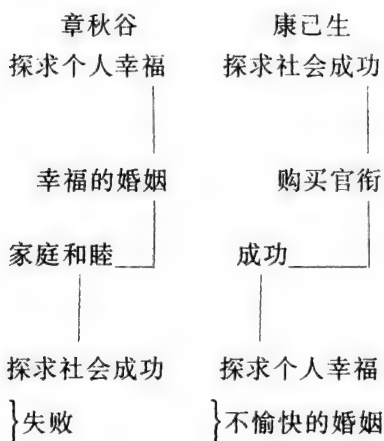 章秋谷 康己生
探求个人幸福 探求社会成功
幸福的婚姻 购买官衔
家庭和睦 成功
探求社会成功 探求个人幸福
}失败 }不愉快的婚姻